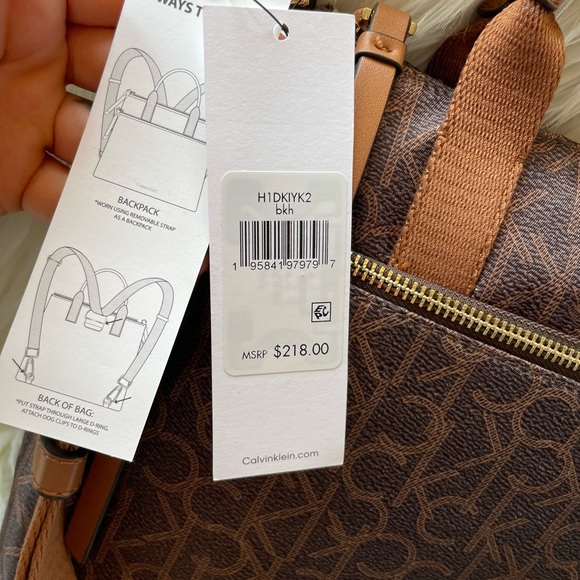 WAYS T
BACKPACK
*WORN USING REMOVABLE STRAP
AS A BACKPACK
BACK OF BAG:
*PUT STRAP THROUGH LARGE D-RING.
ATTACH DOG CLIPS TO D-RINGS
H1DKIYK2
bkh
1 95841 97979 7
MSRP $218.00
Calvinklein.com